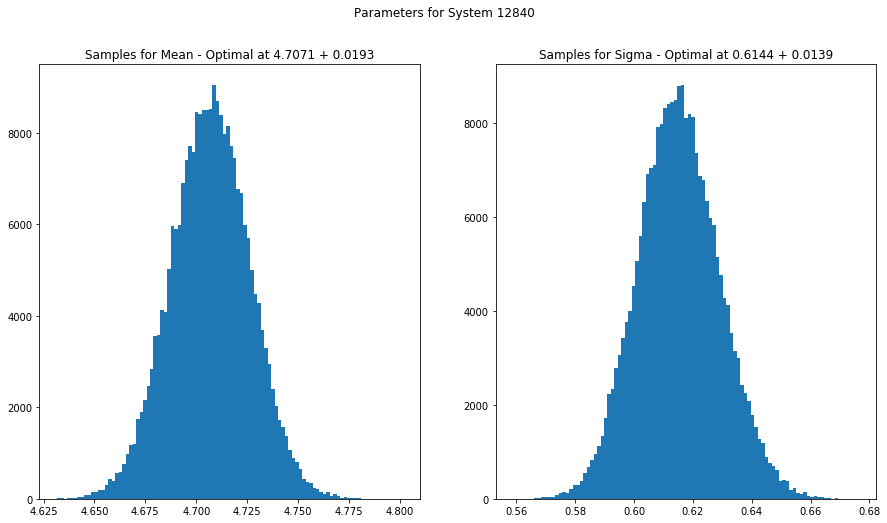 Parameters for System 12840
Samples for Mean - Optimal at 4.7071 + 0.0193
8000
6000
4000
2000
0
4.625 4.650 4.675 4.700 4.725 4.750 4.775 4.800
Samples for Sigma - Optimal at 0.6144 + 0.0139
8000
6000
4000
2000
0
0.56 0.58 0.60 0.62 0.64 0.66 0.68